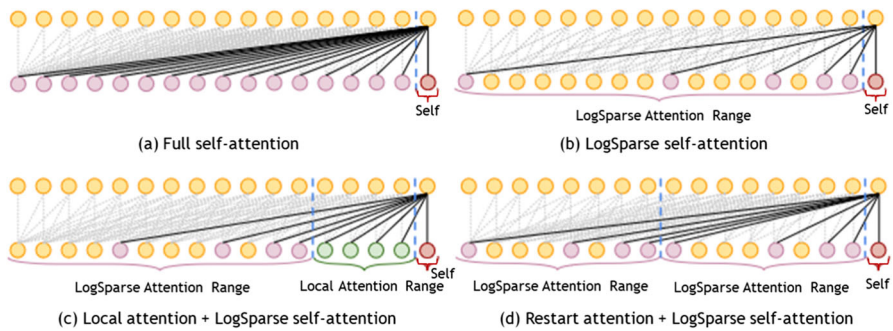 Self
(a) Full self-attention
LogSparse Attention Range
Self
(b) LogSparse self-attention
LogSparse Attention Range
Local Attention Range
Self
(c) Local attention + LogSparse self-attention
LogSparse Attention Range
LogSparse Attention Range
Self
(d) Restart attention + LogSparse self-attention